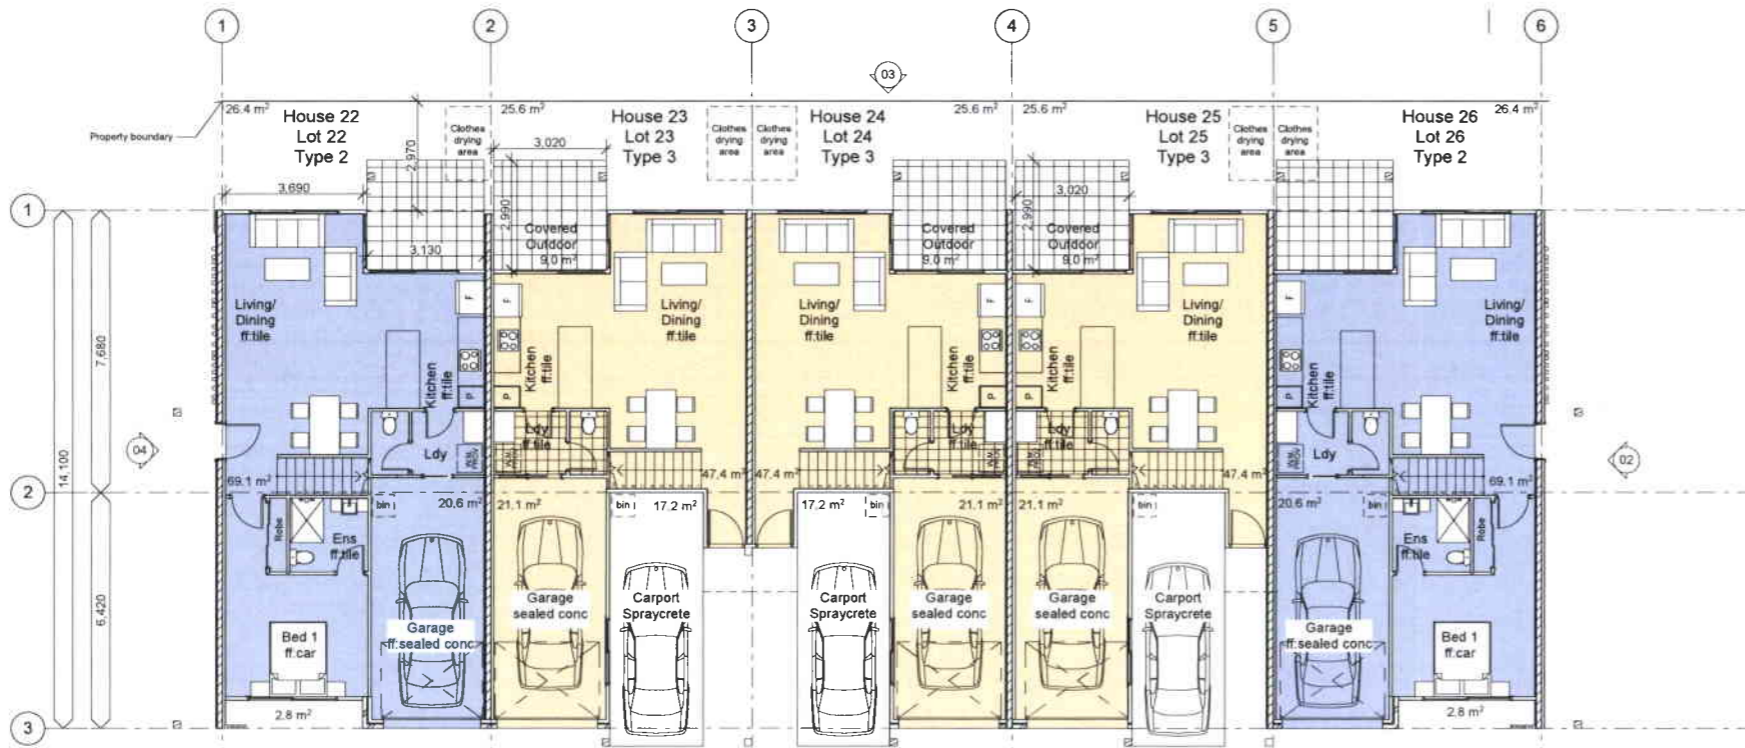 1 2 3 4 5 6
03
26.4 m² 25.6 m² 25.6 m² 25.6 m² 26.4 m²
House 22
Lot 22
Type 2
House 23
Lot 23
Type 3
House 24
Lot 24
Type 3
House 25
Lot 25
Type 3
House 26
Lot 26
Type 2
Property boundary
Clothes
drying
area
Clothes
drying
area
Clothes
drying
area
Clothes
drying
area
Clothes
drying
area
2,970
3,020
3,690
2,990
3,020
2,990
1
3,130
Covered
Outdoor
9.0 m²
Covered
Outdoor
9.0 m²
Covered
Outdoor
9.0 m²
Living/
Dining
ff:tile
F
F
Living/
Dining
ff:tile
Living/
Dining
ff:tile
F
F
Living/
Dining
ff:tile
F
Living/
Dining
ff:tile
7,680
14,100
Kitchen
ff:tile
Kitchen
ff:tile
Kitchen
ff:tile
Kitchen
ff:tile
Kitchen
ff:tile
P P P P P
04
Ldy
Ldy
ff:tile
Ldy
ff:tile
Ldy
ff:tile
Ldy
02
W.M.
PROV
W.M.
PROV
W.M.
PROV
W.M.
PROV
W.M.
PROV
69.1 m² 47.4 m² 47.4 m² 47.4 m² 69.1 m²
2
bin 20.6 m² 21.1 m² bin 17.2 m² 17.2 m² bin 21.1 m² 21.1 m² bin 20.6 m² bin
Robe
Ens
ff:tile
Ens
ff:tile
Robe
6,420
Bed 1
ff:car
Garage
ff:sealed conc
Garage
sealed conc
Carport
Spraycrete
Carport
Spraycrete
Garage
sealed conc
Garage
sealed conc
Carport
Spraycrete
Garage
ff:sealed conc
Bed 1
ff:car
2.8 m² 2.8 m²
3